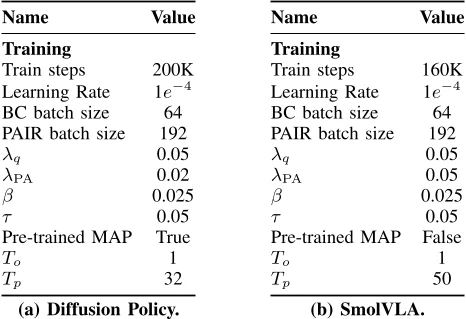 Name Value
Training
Train steps 200K
Learning Rate 1e⁻⁴
BC batch size 64
PAIR batch size 192
λq 0.05
λPA 0.02
β 0.025
τ 0.05
Pre-trained MAP True
To 1
Tp 32
(a) Diffusion Policy.
Name Value
Training
Train steps 160K
Learning Rate 1e⁻⁴
BC batch size 64
PAIR batch size 192
λq 0.05
λPA 0.05
β 0.025
τ 0.05
Pre-trained MAP False
To 1
Tp 50
(b) SmolVLA.